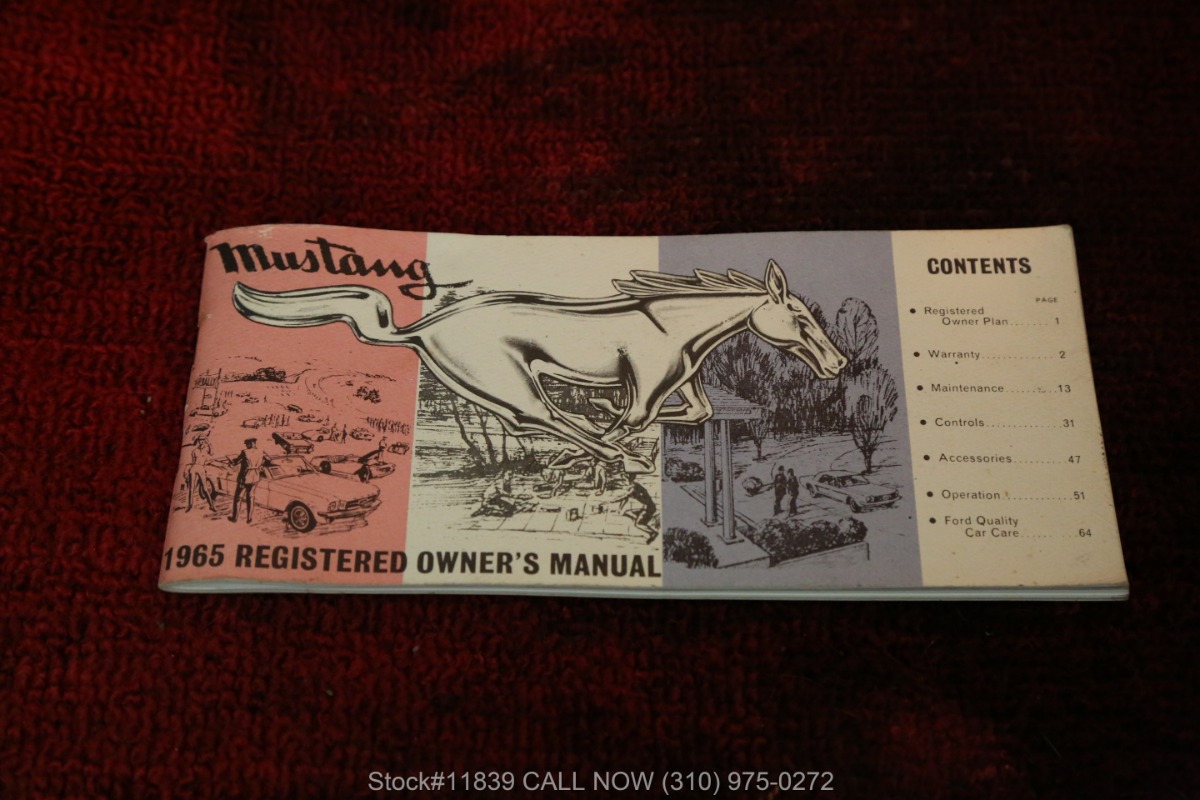 Mustang
RALLY
1965 REGISTERED OWNER'S MANUAL
CONTENTS
PAGE
• Registered
Owner Plan....... 1
• Warranty............. 2
• Maintenance.........13
• Controls.............31
• Accessories..........47
• Operation...........51
• Ford Quality
Car Care..........64
Stock#11839 CALL NOW (310) 975-0272